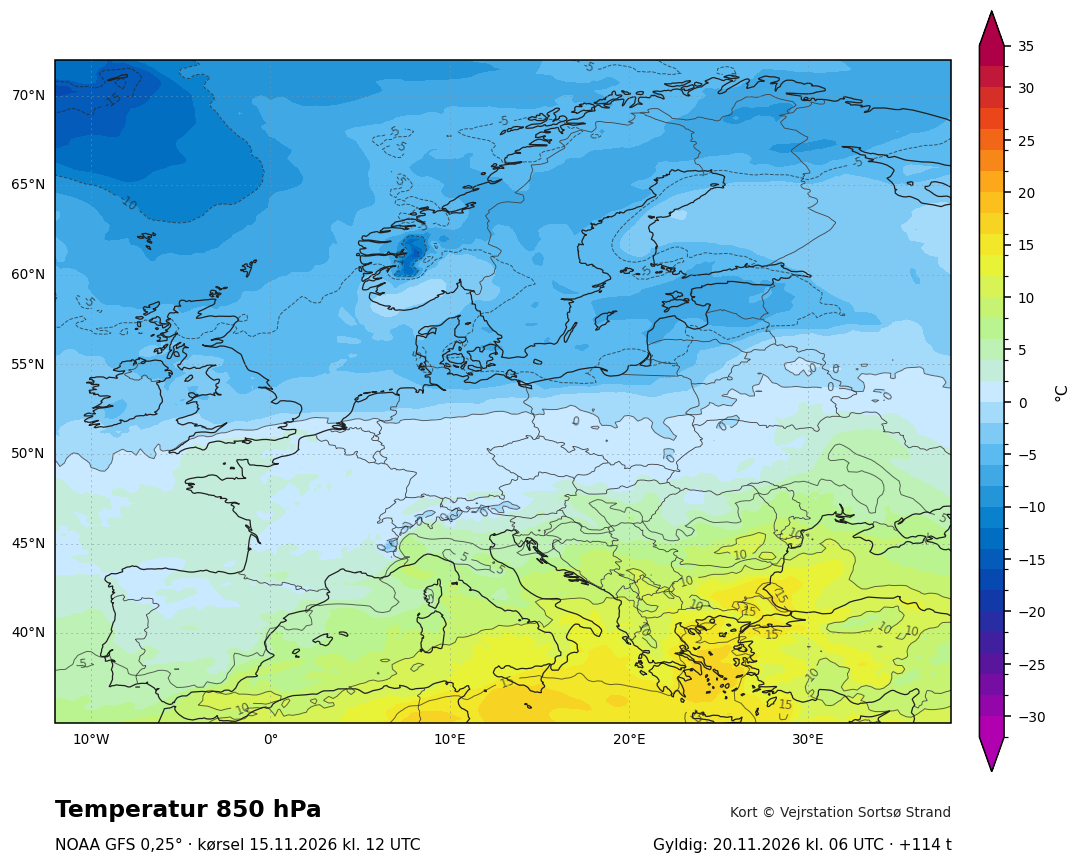 70°N
65°N
60°N
55°N
50°N
45°N
40°N
10°W
0°
10°E
20°E
30°E
35
30
25
20
15
10
5
0
−5
−10
−15
−20
−25
−30
°C
Temperatur 850 hPa
Kort © Vejrstation Sortsø Strand
NOAA GFS 0,25° · kørsel 15.11.2026 kl. 12 UTC
Gyldig: 20.11.2026 kl. 06 UTC · +114 t